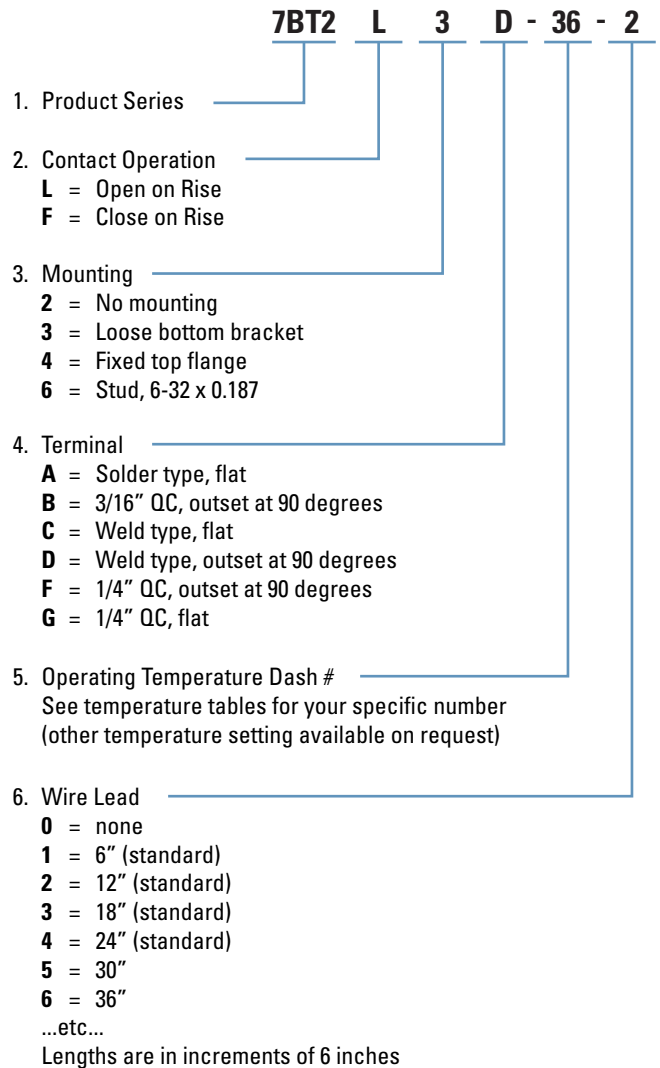 7BT2 L 3 D - 36 - 2
1. Product Series
2. Contact Operation
L = Open on Rise
F = Close on Rise
3. Mounting
2 = No mounting
3 = Loose bottom bracket
4 = Fixed top flange
6 = Stud, 6-32 x 0.187
4. Terminal
A = Solder type, flat
B = 3/16” QC, outset at 90 degrees
C = Weld type, flat
D = Weld type, outset at 90 degrees
F = 1/4” QC, outset at 90 degrees
G = 1/4” QC, flat
5. Operating Temperature Dash #
See temperature tables for your specific number
(other temperature setting available on request)
6. Wire Lead
0 = none
1 = 6” (standard)
2 = 12” (standard)
3 = 18” (standard)
4 = 24” (standard)
5 = 30”
6 = 36”
...etc...
Lengths are in increments of 6 inches